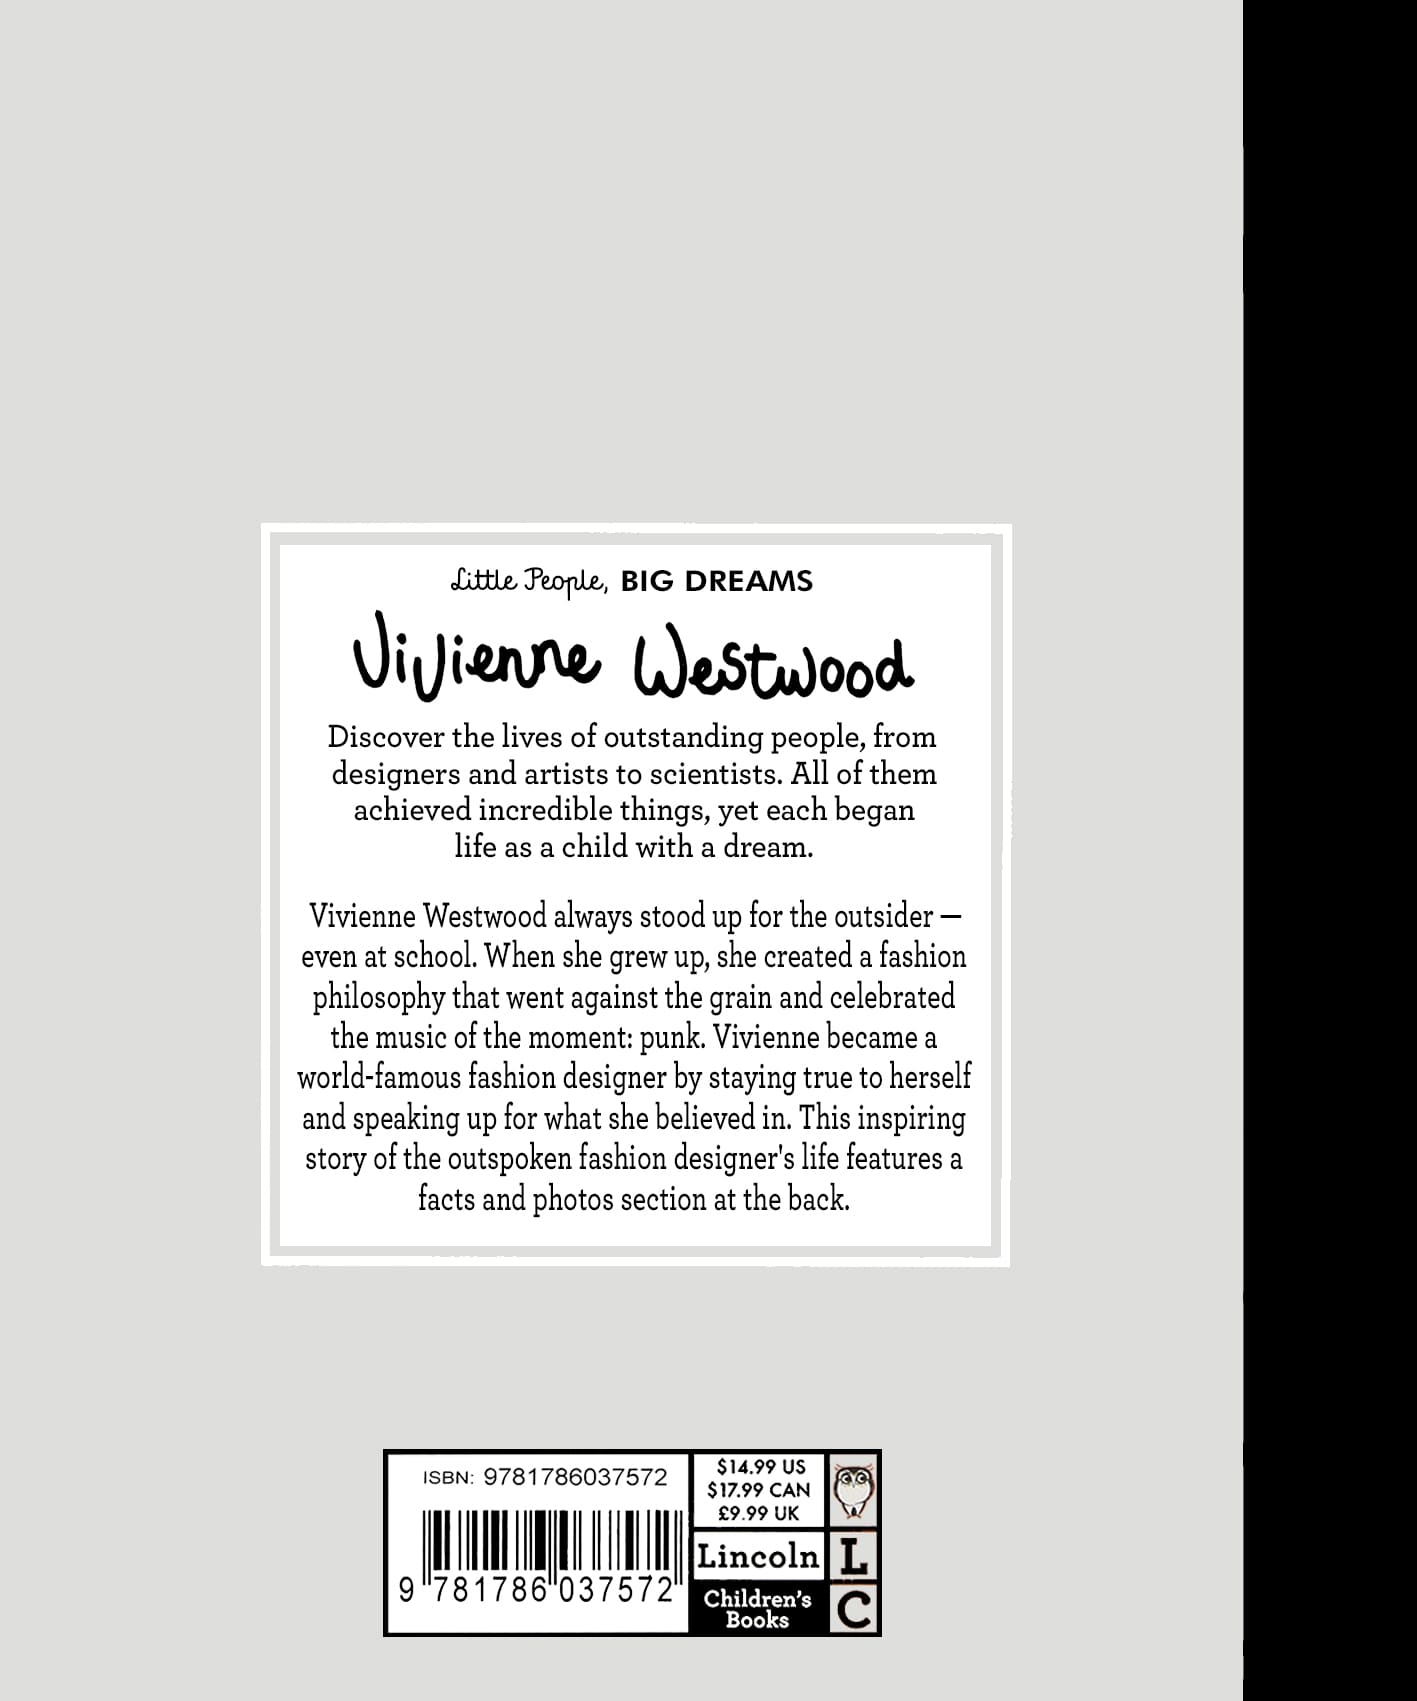 Little People, BIG DREAMS
Vivienne Westwood
Discover the lives of outstanding people, from
designers and artists to scientists. All of them
achieved incredible things, yet each began
life as a child with a dream.
Vivienne Westwood always stood up for the outsider —
even at school. When she grew up, she created a fashion
philosophy that went against the grain and celebrated
the music of the moment: punk. Vivienne became a
world-famous fashion designer by staying true to herself
and speaking up for what she believed in. This inspiring
story of the outspoken fashion designer's life features a
facts and photos section at the back.
ISBN: 9781786037572
9 781786 037572
$14.99 US
$17.99 CAN
£9.99 UK
Lincoln
Children's
Books
L
C